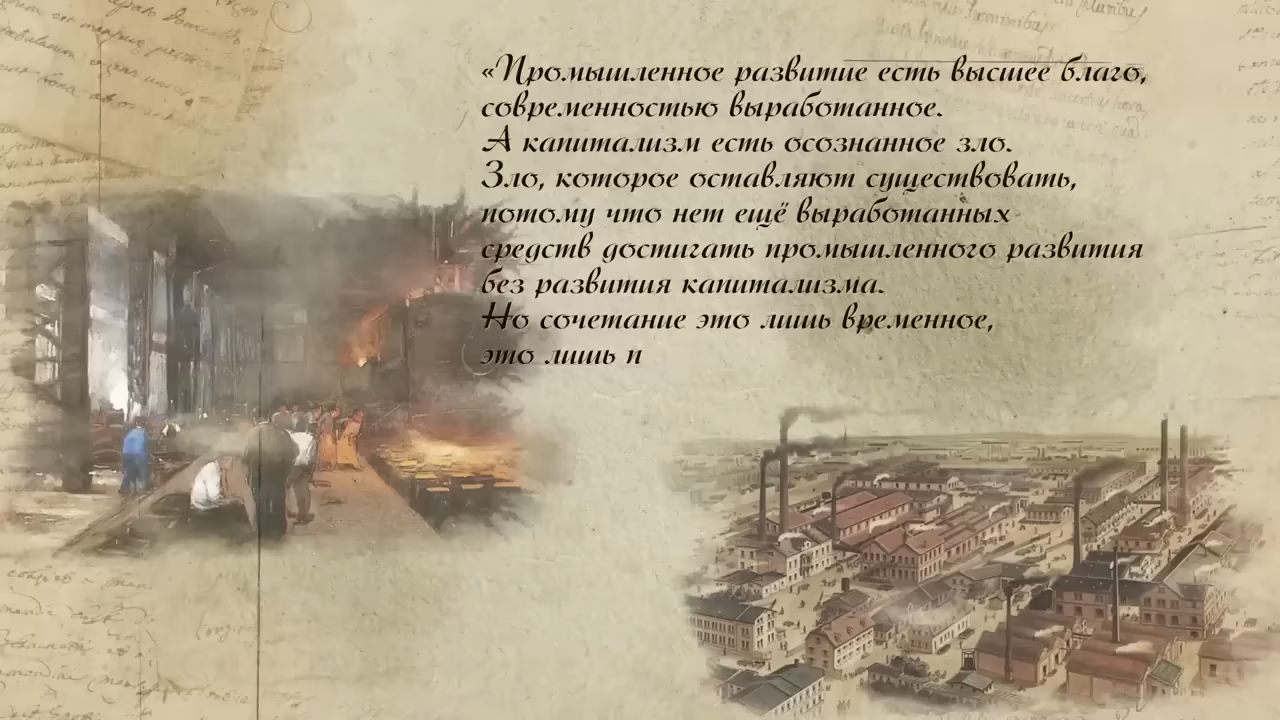 «Промышленное развитие есть высшее благо,
современностью выработанное.
А капитализм есть осознанное зло.
Зло, которое оставляют существовать,
потому что нет ещё выработанных
средств достигать промышленного развития
без развития капитализма.
Но сочетание это лишь временное,
это лишь п